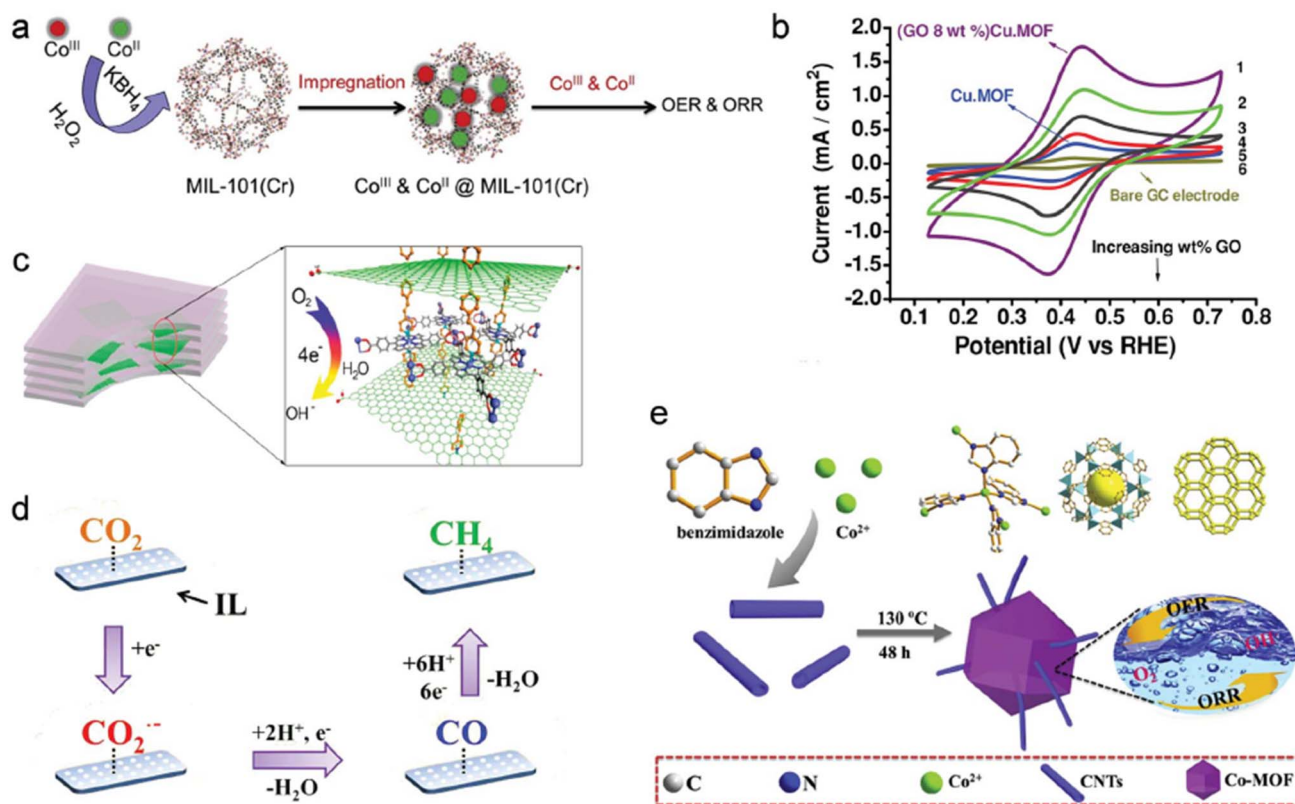 a
Co^III Co^II
KBH₄
H₂O₂
MIL-101(Cr)
Impregnation
Co^III & Co^II @ MIL-101(Cr)
Co^III & Co^II
OER & ORR
b
Current (mA / cm²)
2.0
1.5
1.0
0.5
0.0
-0.5
-1.0
-1.5
-2.0
(GO 8 wt %)Cu.MOF
Cu.MOF
Bare GC electrode
Increasing wt% GO
1
2
3
4
5
6
0.1 0.2 0.3 0.4 0.5 0.6 0.7 0.8
Potential (V vs RHE)
c
O₂
4e⁻
H₂O
OH⁻
d
CO₂
IL
+e⁻
CO₂·⁻
+2H⁺, e⁻
-H₂O
CO
+6H⁺
6e⁻
-H₂O
CH₄
e
benzimidazole
Co²⁺
130 °C
48 h
OER
OH⁻
O₂
ORR
C N Co²⁺ CNTs Co-MOF